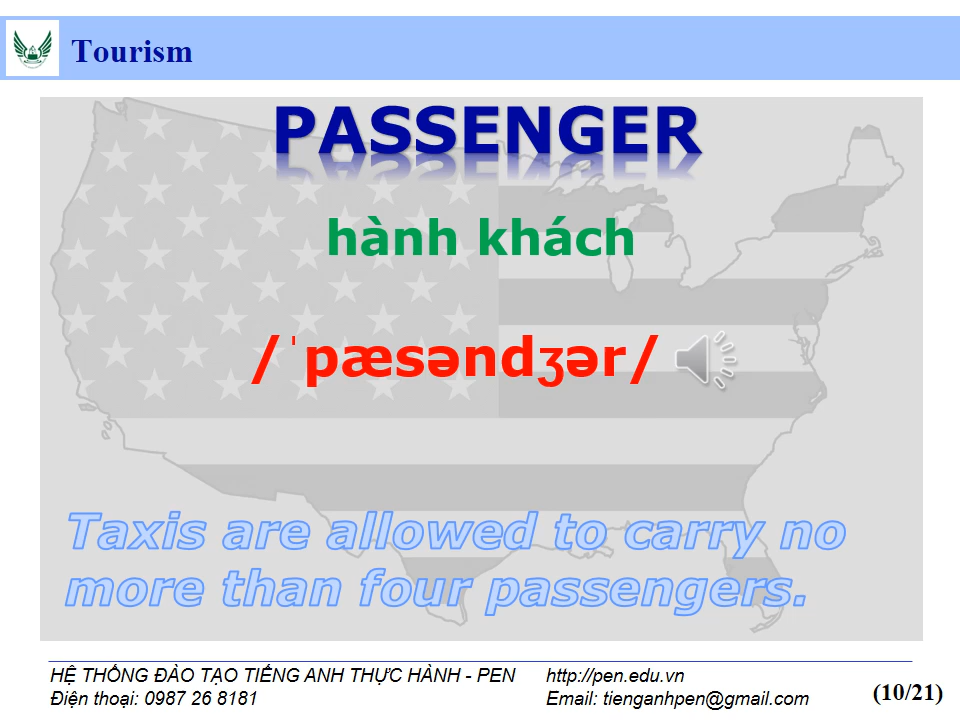 Tourism
PASSENGER
hành khách
/ˈpæsəndʒər/
Taxis are allowed to carry no
more than four passengers.
HỆ THỐNG ĐÀO TẠO TIẾNG ANH THỰC HÀNH - PEN http://pen.edu.vn
Điện thoại: 0987 26 8181 Email: tienganhpen@gmail.com
(10/21)